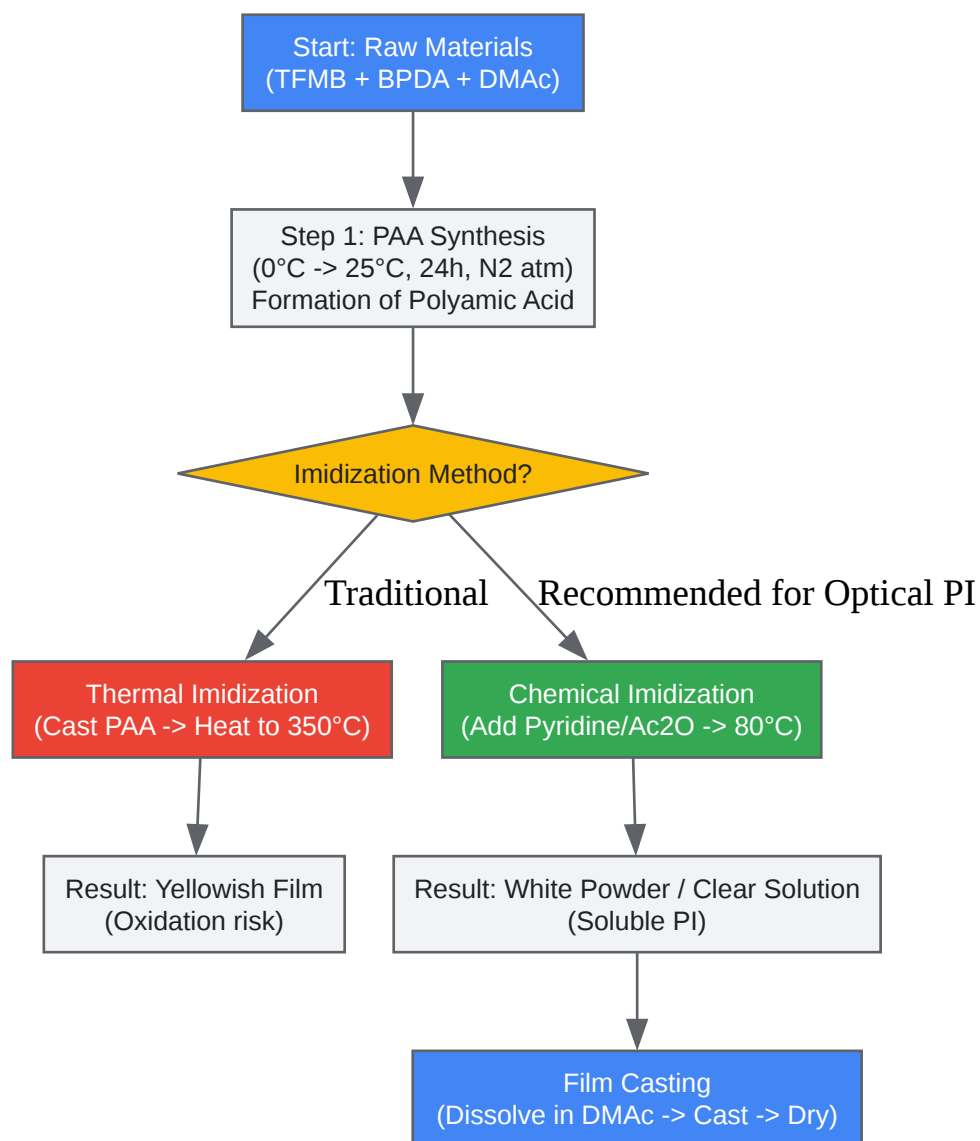 Start: Raw Materials
(TFMB + BPDA + DMAc)
Step 1: PAA Synthesis
(0°C -> 25°C, 24h, N2 atm)
Formation of Polyamic Acid
Imidization Method?
Traditional
Recommended for Optical PI
Thermal Imidization
(Cast PAA -> Heat to 350°C)
Chemical Imidization
(Add Pyridine/Ac2O -> 80°C)
Result: Yellowish Film
(Oxidation risk)
Result: White Powder / Clear Solution
(Soluble PI)
Film Casting
(Dissolve in DMAc -> Cast -> Dry)